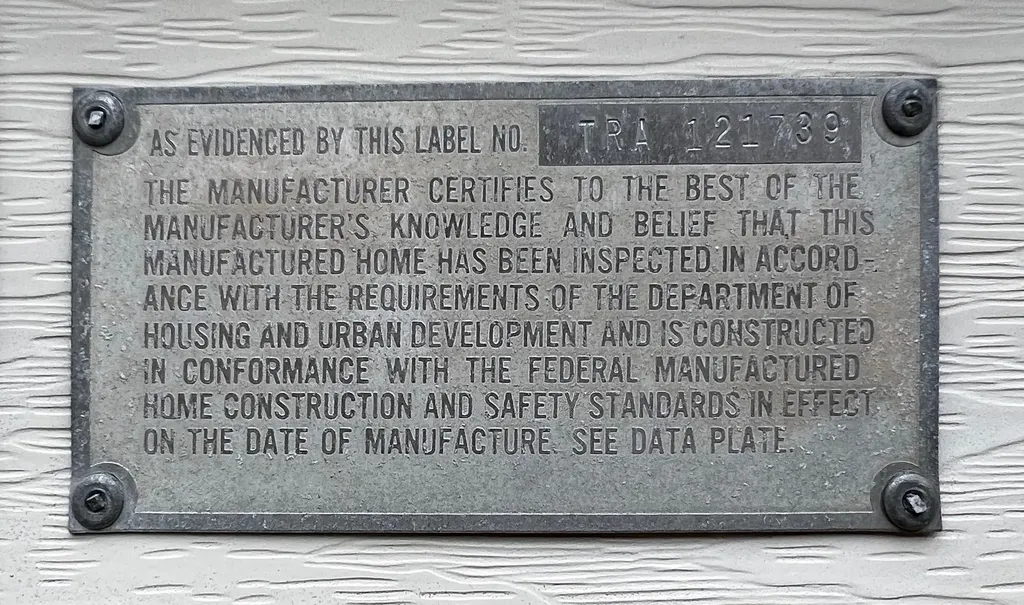 AS EVIDENCED BY THIS LABEL NO. TRA 121739
THE MANUFACTURER CERTIFIES TO THE BEST OF THE
MANUFACTURER'S KNOWLEDGE AND BELIEF THAT THIS
MANUFACTURED HOME HAS BEEN INSPECTED IN ACCORD-
ANCE WITH THE REQUIREMENTS OF THE DEPARTMENT OF
HOUSING AND URBAN DEVELOPMENT AND IS CONSTRUCTED
IN CONFORMANCE WITH THE FEDERAL MANUFACTURED
HOME CONSTRUCTION AND SAFETY STANDARDS IN EFFECT
ON THE DATE OF MANUFACTURE. SEE DATA PLATE.